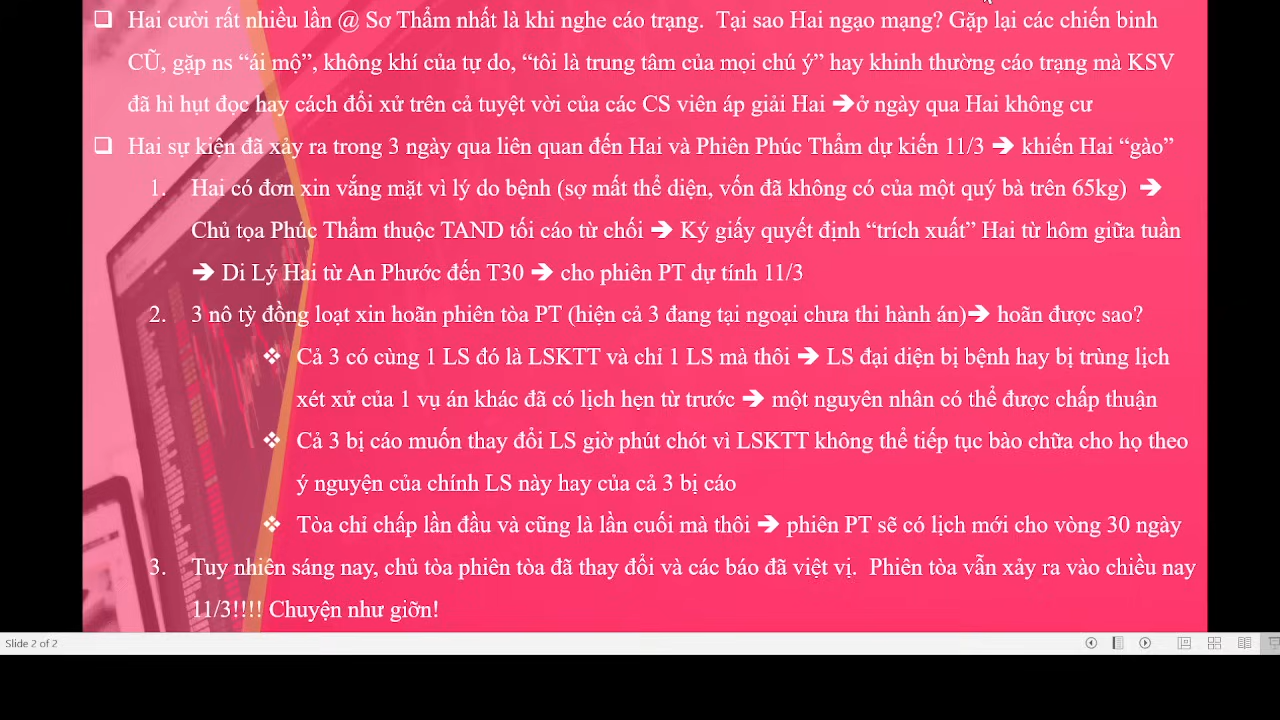 ❑ Hai cười rất nhiều lần @ Sơ Thẩm nhất là khi nghe cáo trạng. Tại sao Hai ngạo mạng? Gặp lại các chiến binh
CŨ, gặp ns “ái mộ”, không khí của tự do, “tôi là trung tâm của mọi chú ý” hay khinh thường cáo trạng mà KSV
đã hì hụt đọc hay cách đổi xử trên cả tuyệt vời của các CS viên áp giải Hai ➔ở ngày qua Hai không cư
❑ Hai sự kiện đã xảy ra trong 3 ngày qua liên quan đến Hai và Phiên Phúc Thẩm dự kiến 11/3 ➔ khiến Hai “gào”
1. Hai có đơn xin vắng mặt vì lý do bệnh (sợ mất thể diện, vốn đã không có của một quý bà trên 65kg) ➔
Chủ tọa Phúc Thẩm thuộc TAND tối cáo từ chối ➔ Ký giấy quyết định “trích xuất” Hai từ hôm giữa tuần
➔ Di Lý Hai từ An Phước đến T30 ➔ cho phiên PT dự tính 11/3
2. 3 nô tỳ đồng loạt xin hoãn phiên tòa PT (hiện cả 3 đang tại ngoại chưa thi hành án)➔ hoãn được sao?
❖ Cả 3 có cùng 1 LS đó là LSKTT và chỉ 1 LS mà thôi ➔ LS đại diện bị bệnh hay bị trùng lịch
xét xử của 1 vụ án khác đã có lịch hẹn từ trước ➔ một nguyên nhân có thể được chấp thuận
❖ Cả 3 bị cáo muốn thay đổi LS giờ phút chót vì LSKTT không thể tiếp tục bào chữa cho họ theo
ý nguyện của chính LS này hay của cả 3 bị cáo
❖ Tòa chỉ chấp lần đầu và cũng là lần cuối mà thôi ➔ phiên PT sẽ có lịch mới cho vòng 30 ngày
3. Tuy nhiên sáng nay, chủ tòa phiên tòa đã thay đổi và các báo đã việt vị. Phiên tòa vẫn xảy ra vào chiều nay
11/3!!!! Chuyện như giỡn!
Slide 2 of 2